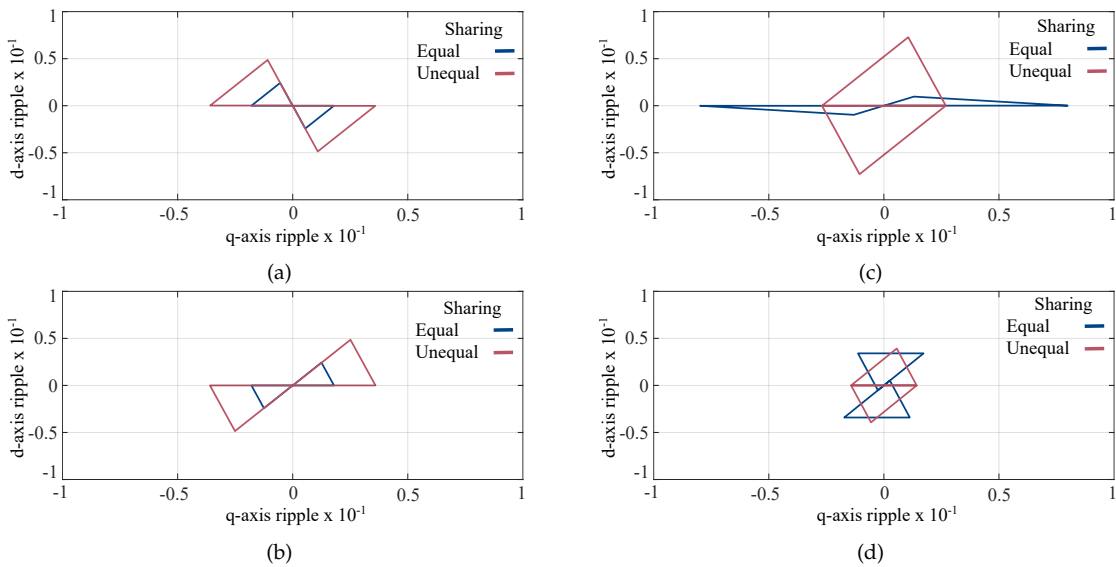 1
0.5
0
-0.5
-1
-1
-0.5
0
0.5
1
d-axis ripple x 10⁻¹
q-axis ripple x 10⁻¹
Sharing
Equal
Unequal
(a)
1
0.5
0
-0.5
-1
-1
-0.5
0
0.5
1
d-axis ripple x 10⁻¹
q-axis ripple x 10⁻¹
Sharing
Equal
Unequal
(c)
1
0.5
0
-0.5
-1
-1
-0.5
0
0.5
1
d-axis ripple x 10⁻¹
q-axis ripple x 10⁻¹
Sharing
Equal
Unequal
(b)
1
0.5
0
-0.5
-1
-1
-0.5
0
0.5
1
d-axis ripple x 10⁻¹
q-axis ripple x 10⁻¹
Sharing
Equal
Unequal
(d)